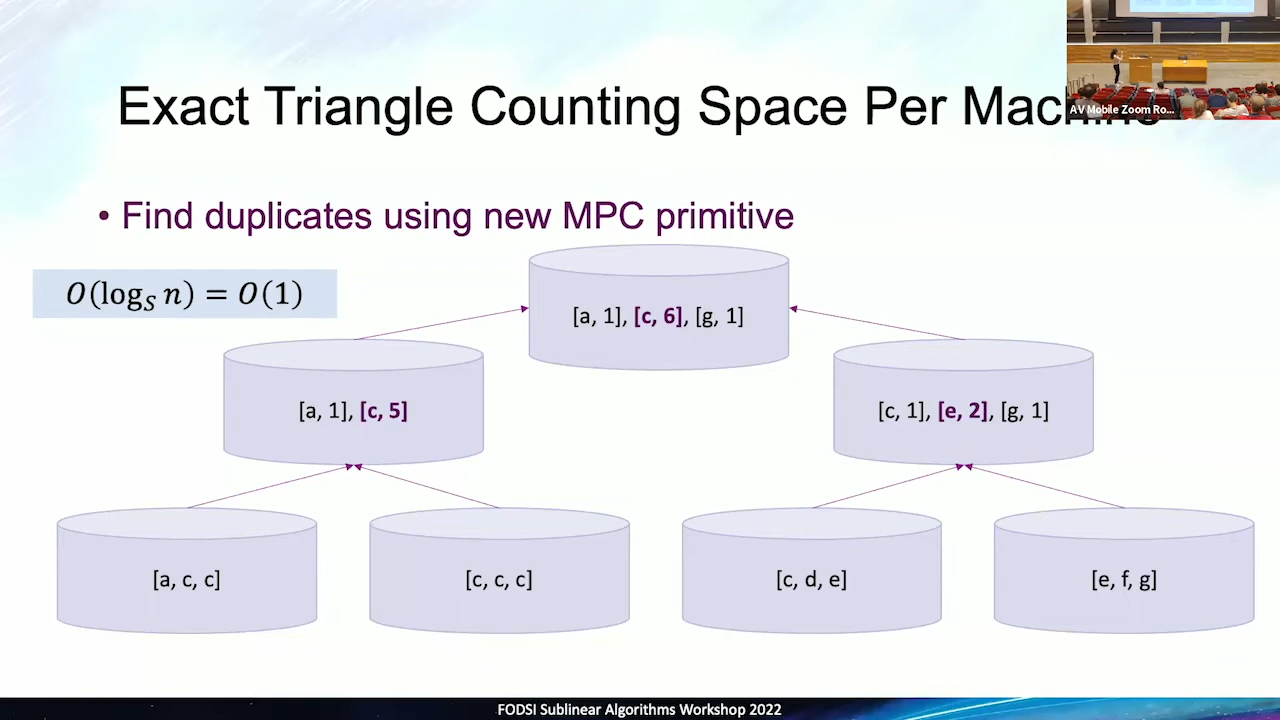 Exact Triangle Counting Space Per Machine
AV Mobile Zoom Ro...
• Find duplicates using new MPC primitive
O(log_S n) = O(1)
[a, 1], [c, 6], [g, 1]
[a, 1], [c, 5]
[c, 1], [e, 2], [g, 1]
[a, c, c]
[c, c, c]
[c, d, e]
[e, f, g]
FODSI Sublinear Algorithms Workshop 2022